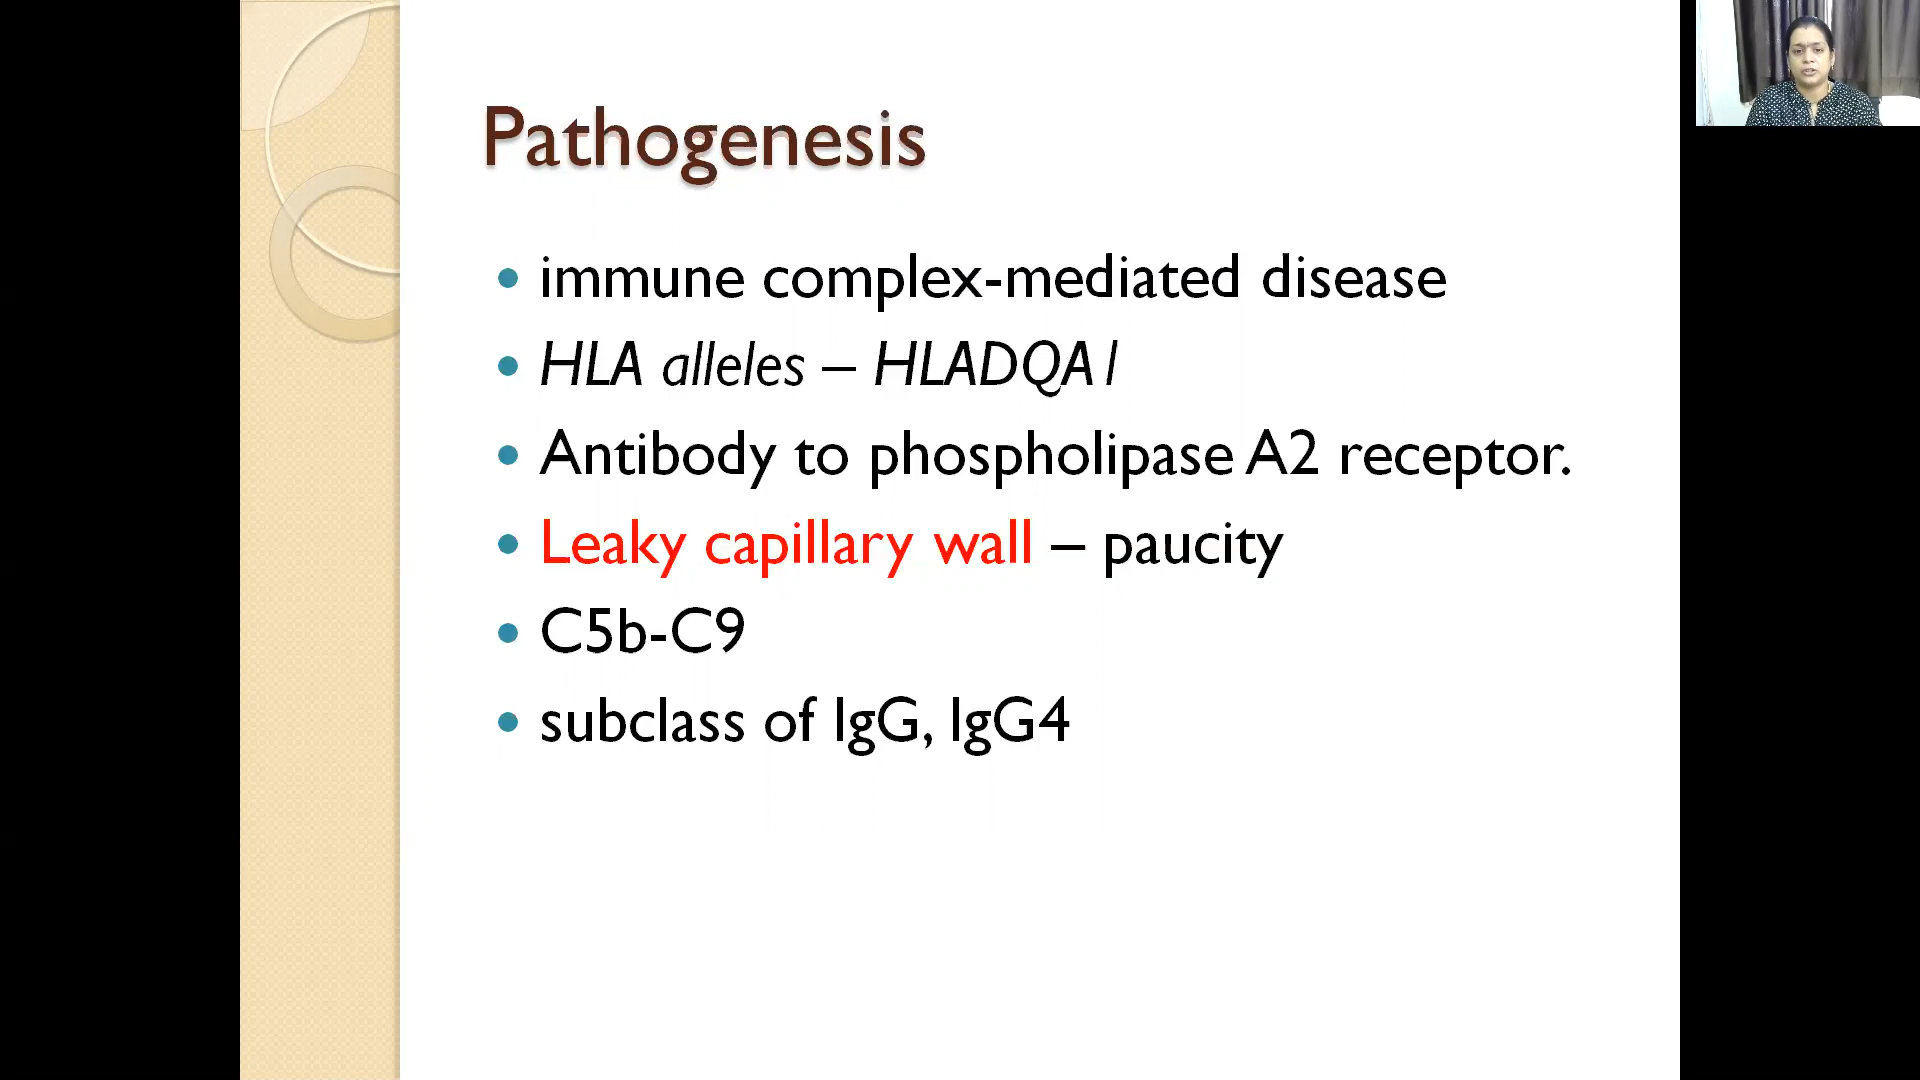 Pathogenesis
immune complex-mediated disease
HLA alleles – HLADQA1
Antibody to phospholipase A2 receptor.
Leaky capillary wall – paucity
C5b-C9
subclass of IgG, IgG4